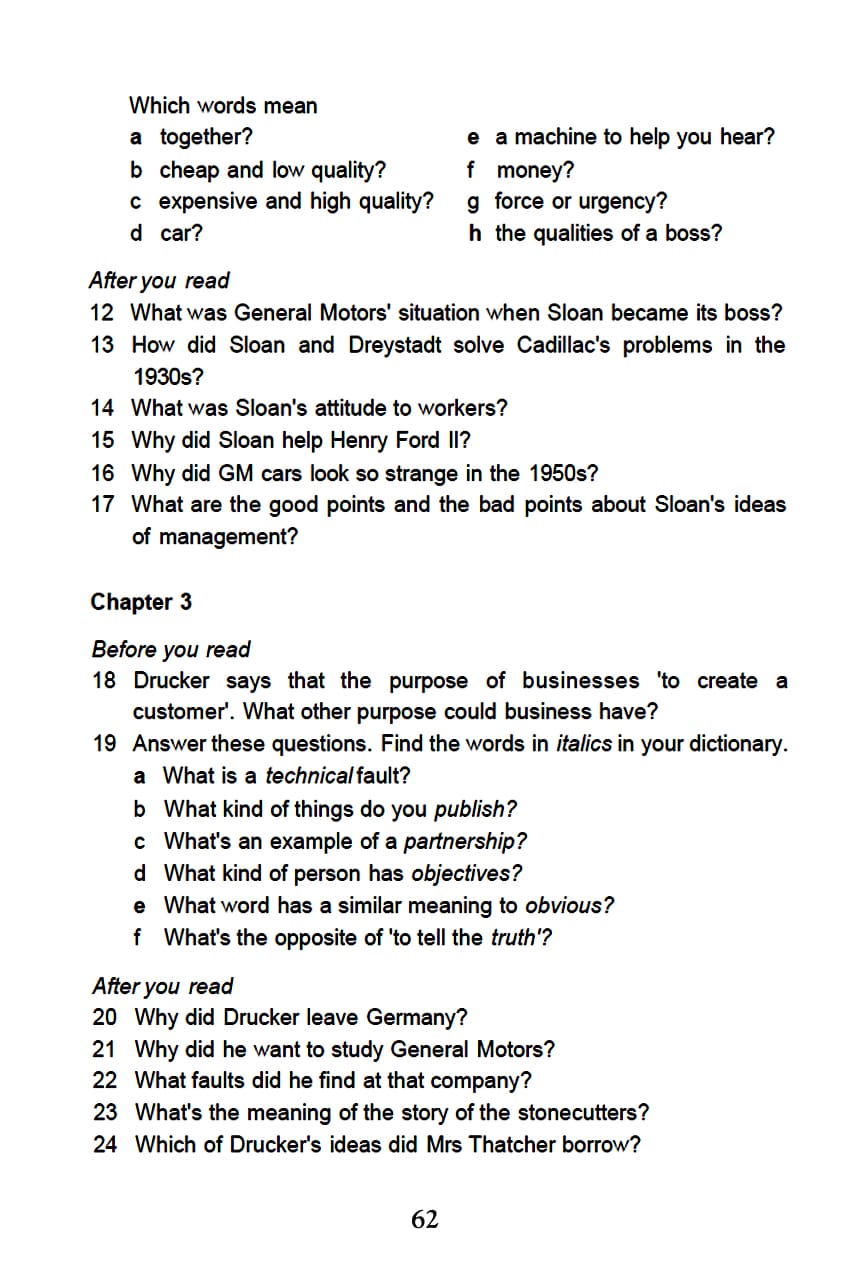 Which words mean
a together?
e a machine to help you hear?
b cheap and low quality?
f money?
c expensive and high quality?
g force or urgency?
d car?
h the qualities of a boss?
After you read
12 What was General Motors' situation when Sloan became its boss?
13 How did Sloan and Dreystadt solve Cadillac's problems in the
1930s?
14 What was Sloan's attitude to workers?
15 Why did Sloan help Henry Ford II?
16 Why did GM cars look so strange in the 1950s?
17 What are the good points and the bad points about Sloan's ideas
of management?
Chapter 3
Before you read
18 Drucker says that the purpose of businesses 'to create a
customer'. What other purpose could business have?
19 Answer these questions. Find the words in italics in your dictionary.
a What is a technical fault?
b What kind of things do you publish?
c What's an example of a partnership?
d What kind of person has objectives?
e What word has a similar meaning to obvious?
f What's the opposite of 'to tell the truth'?
After you read
20 Why did Drucker leave Germany?
21 Why did he want to study General Motors?
22 What faults did he find at that company?
23 What's the meaning of the story of the stonecutters?
24 Which of Drucker's ideas did Mrs Thatcher borrow?
62